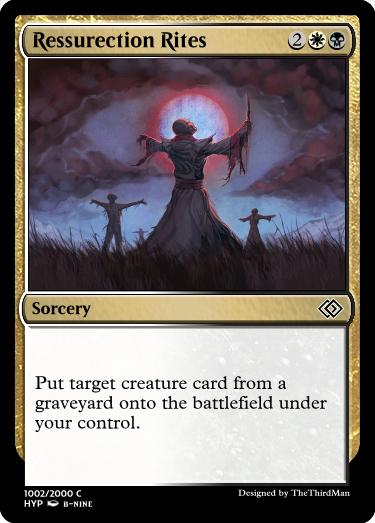 Ressurection Rites 2
Sorcery
Put target creature card from a
graveyard onto the battlefield under
your control.
1002/2000 C
Designed by TheThirdMan
HYP B-NINE